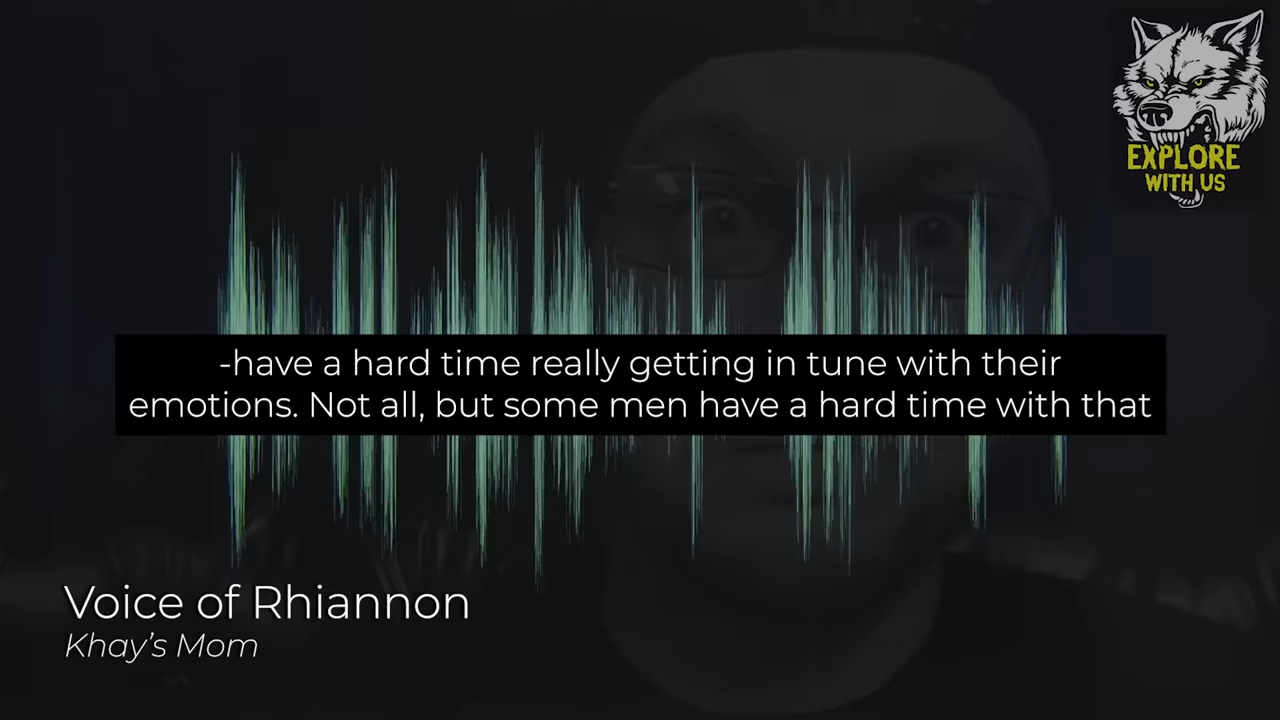 EXPLORE
WITH US
-have a hard time really getting in tune with their
emotions. Not all, but some men have a hard time with that
Voice of Rhiannon
Khay's Mom